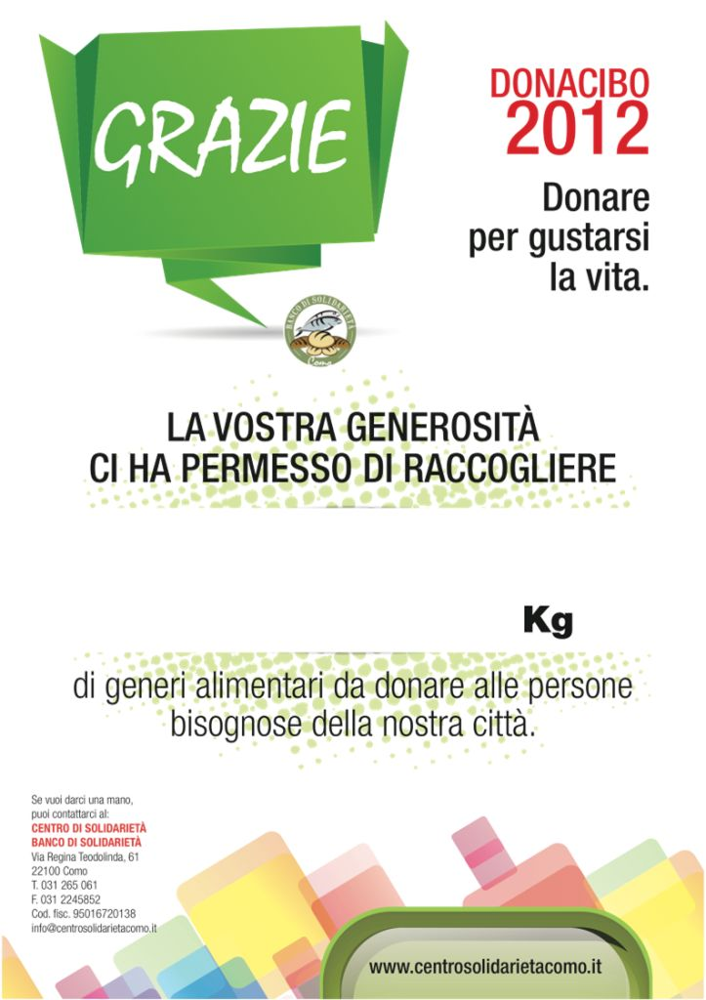 GRAZIE
DONACIBO
2012
Donare
per gustarsi
la vita.
BANCO DI SOLIDARIETÀ
Como
LA VOSTRA GENEROSITÀ
CI HA PERMESSO DI RACCOGLIERE
Kg
di generi alimentari da donare alle persone
bisognose della nostra città.
Se vuoi darci una mano,
puoi contattarci al:
CENTRO DI SOLIDARIETÀ
BANCO DI SOLIDARIETÀ
Via Regina Teodolinda, 61
22100 Como
T. 031 265 061
F. 031 2245852
Cod. fisc. 95016720138
info@centrosolidarietacomo.it
www.centrosolidarietacomo.it